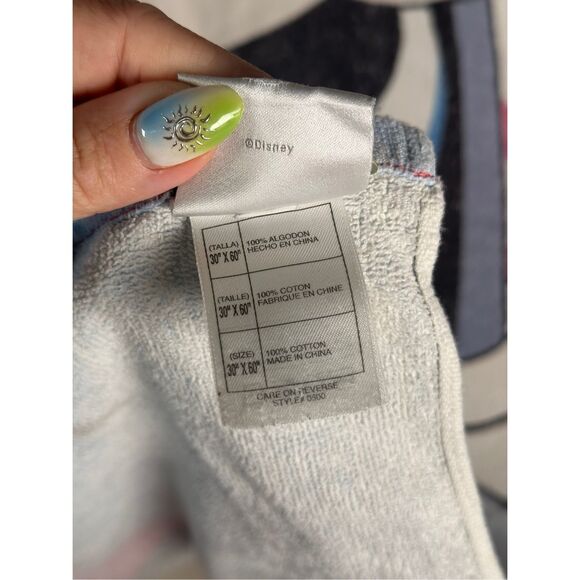 ©Disney
(TALLA)
30" X 60"
100% ALGODON
HECHO EN CHINA
(TAILLE)
30" X 60"
100% COTON
FABRIQUE EN CHINE
(SIZE)
30" X 60"
100% COTTON
MADE IN CHINA
CARE ON REVERSE
STYLE# 0500